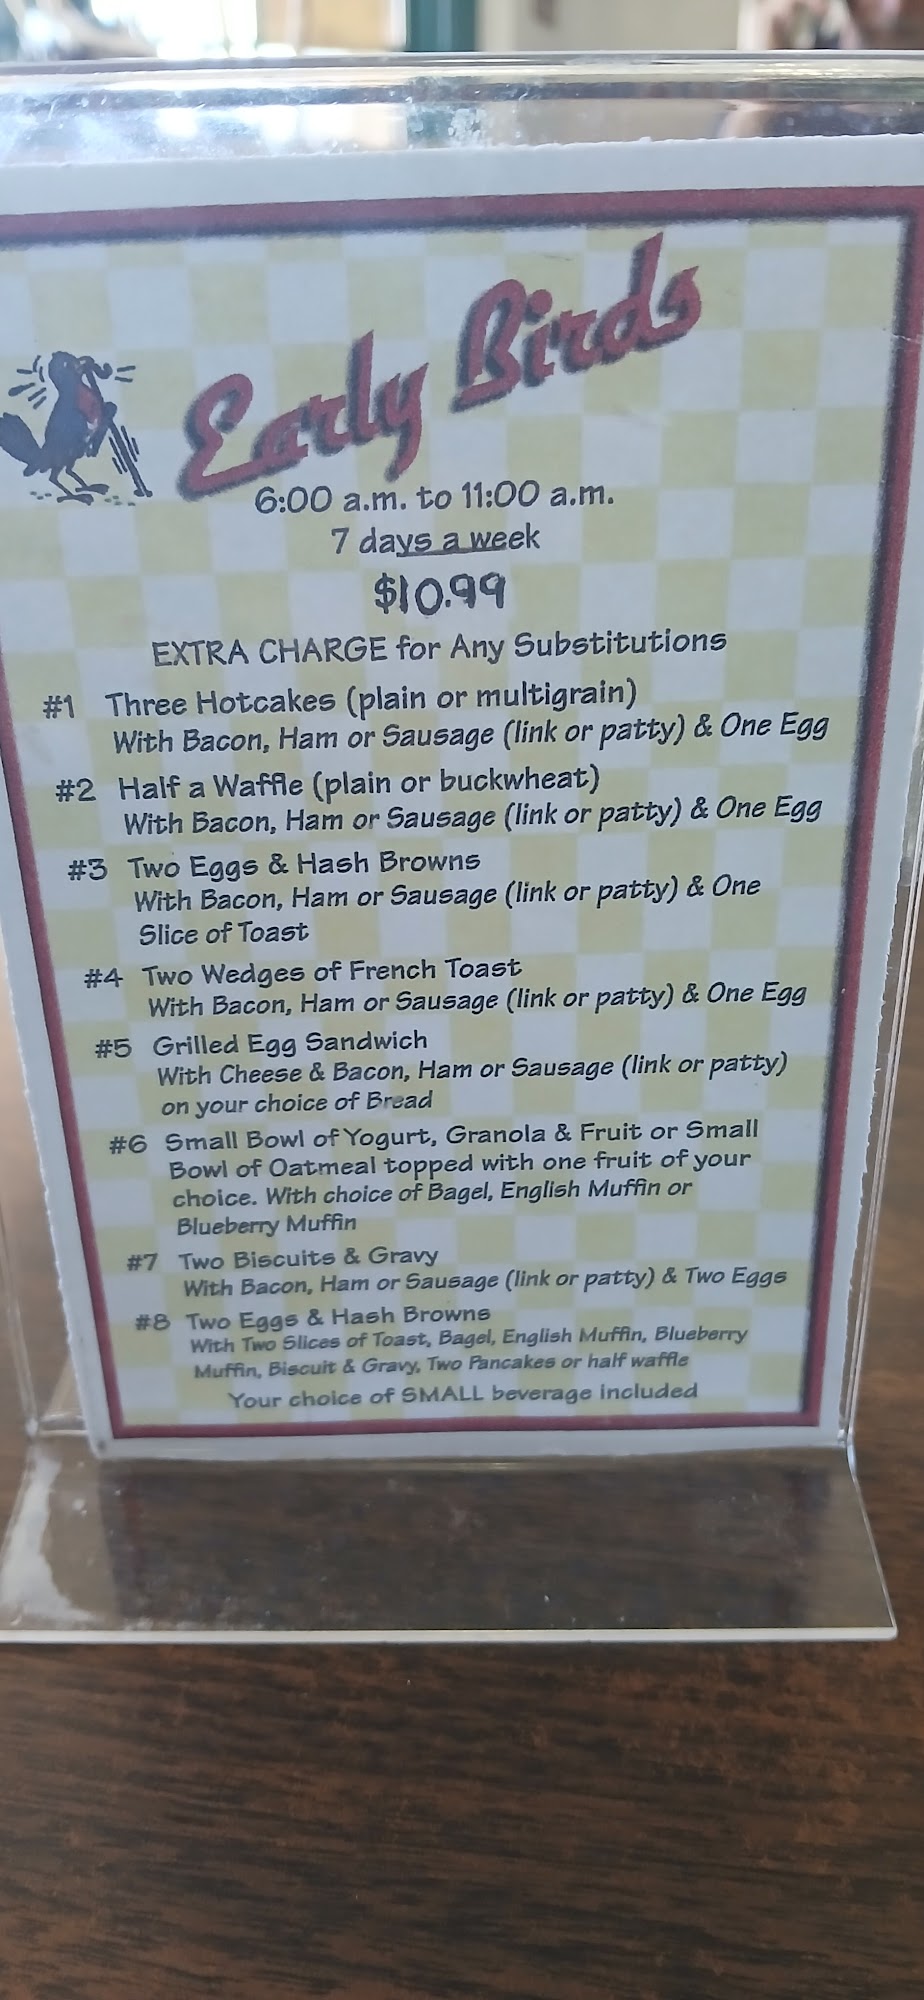 Early Birds
6:00 a.m. to 11:00 a.m.
7 days a week
$10.99
EXTRA CHARGE for Any Substitutions
#1 Three Hotcakes (plain or multigrain)
With Bacon, Ham or Sausage (link or patty) & One Egg
#2 Half a Waffle (plain or buckwheat)
With Bacon, Ham or Sausage (link or patty) & One Egg
#3 Two Eggs & Hash Browns
With Bacon, Ham or Sausage (link or patty) & One
Slice of Toast
#4 Two Wedges of French Toast
With Bacon, Ham or Sausage (link or patty) & One Egg
#5 Grilled Egg Sandwich
With Cheese & Bacon, Ham or Sausage (link or patty)
on your choice of Bread
#6 Small Bowl of Yogurt, Granola & Fruit or Small
Bowl of Oatmeal topped with one fruit of your
choice. With choice of Bagel, English Muffin or
Blueberry Muffin
#7 Two Biscuits & Gravy
With Bacon, Ham or Sausage (link or patty) & Two Eggs
#8 Two Eggs & Hash Browns
With Two Slices of Toast, Bagel, English Muffin, Blueberry
Muffin, Biscuit & Gravy, Two Pancakes or half waffle
Your choice of SMALL beverage included